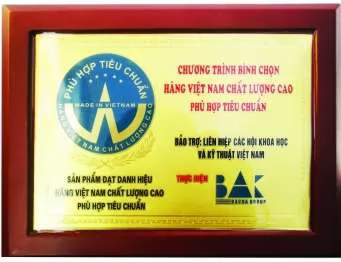 PHÙ HỢP TIÊU CHUẨN
MADE IN VIETNAM
HÀNG VIỆT NAM CHẤT LƯỢNG CAO
SẢN PHẨM ĐẠT DANH HIỆU
HÀNG VIỆT NAM CHẤT LƯỢNG CAO
PHÙ HỢP TIÊU CHUẨN
CHƯƠNG TRÌNH BÌNH CHỌN
HÀNG VIỆT NAM CHẤT LƯỢNG CAO
PHÙ HỢP TIÊU CHUẨN
BẢO TRỢ: LIÊN HIỆP CÁC HỘI KHOA HỌC
VÀ KỸ THUẬT VIỆT NAM
THỰC HIỆN
BAK
GROUP